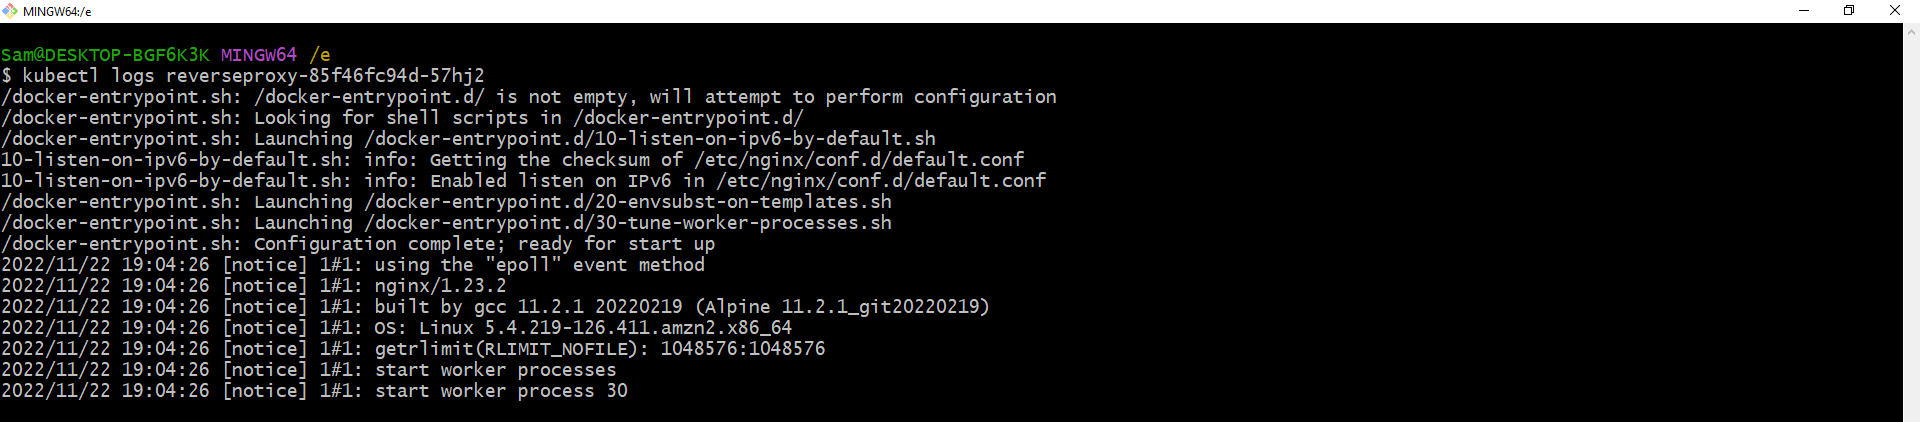 MINGW64:/e
Sam@DESKTOP-BGF6K3K MINGW64 /e
$ kubectl logs reverseproxy-85f46fc94d-57hj2
/docker-entrypoint.sh: /docker-entrypoint.d/ is not empty, will attempt to perform configuration
/docker-entrypoint.sh: Looking for shell scripts in /docker-entrypoint.d/
/docker-entrypoint.sh: Launching /docker-entrypoint.d/10-listen-on-ipv6-by-default.sh
10-listen-on-ipv6-by-default.sh: info: Getting the checksum of /etc/nginx/conf.d/default.conf
10-listen-on-ipv6-by-default.sh: info: Enabled listen on IPv6 in /etc/nginx/conf.d/default.conf
/docker-entrypoint.sh: Launching /docker-entrypoint.d/20-envsubst-on-templates.sh
/docker-entrypoint.sh: Launching /docker-entrypoint.d/30-tune-worker-processes.sh
/docker-entrypoint.sh: Configuration complete; ready for start up
2022/11/22 19:04:26 [notice] 1#1: using the "epoll" event method
2022/11/22 19:04:26 [notice] 1#1: nginx/1.23.2
2022/11/22 19:04:26 [notice] 1#1: built by gcc 11.2.1 20220219 (Alpine 11.2.1_git20220219)
2022/11/22 19:04:26 [notice] 1#1: OS: Linux 5.4.219-126.411.amzn2.x86_64
2022/11/22 19:04:26 [notice] 1#1: getrlimit(RLIMIT_NOFILE): 1048576:1048576
2022/11/22 19:04:26 [notice] 1#1: start worker processes
2022/11/22 19:04:26 [notice] 1#1: start worker process 30